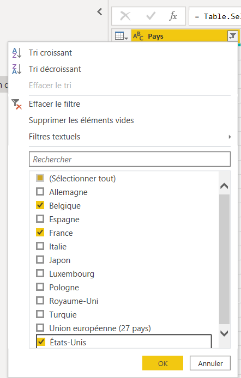 = Table.Se
Pays
Tri croissant
Tri décroissant
Effacer le tri
Effacer le filtre
Supprimer les éléments vides
Filtres textuels
Rechercher
(Sélectionner tout)
Allemagne
Belgique
Espagne
France
Italie
Japon
Luxembourg
Pologne
Royaume-Uni
Turquie
Union européenne (27 pays)
États-Unis
OK
Annuler